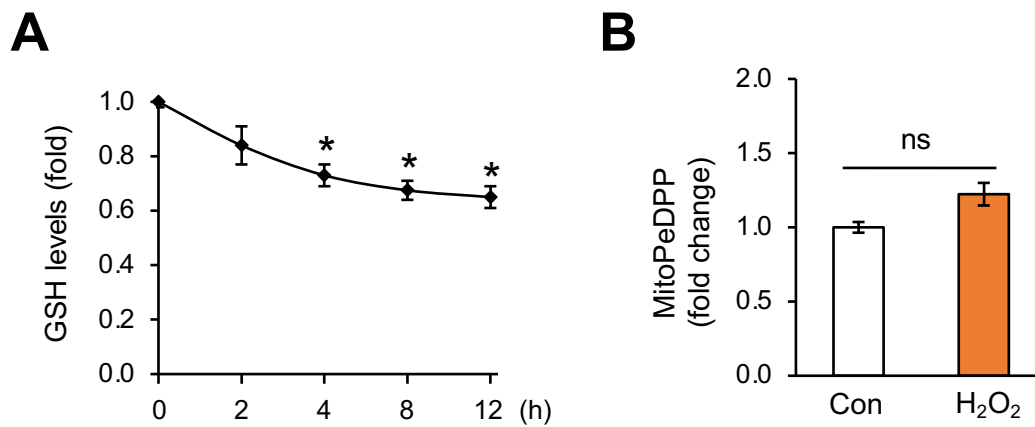 A
GSH levels (fold)
1.0
0.8
0.6
0.4
0.2
0.0
*
*
*
0 2 4 8 12 (h)
B
MitoPeDPP
(fold change)
2.0
1.5
1.0
0.5
0.0
ns
Con H₂O₂